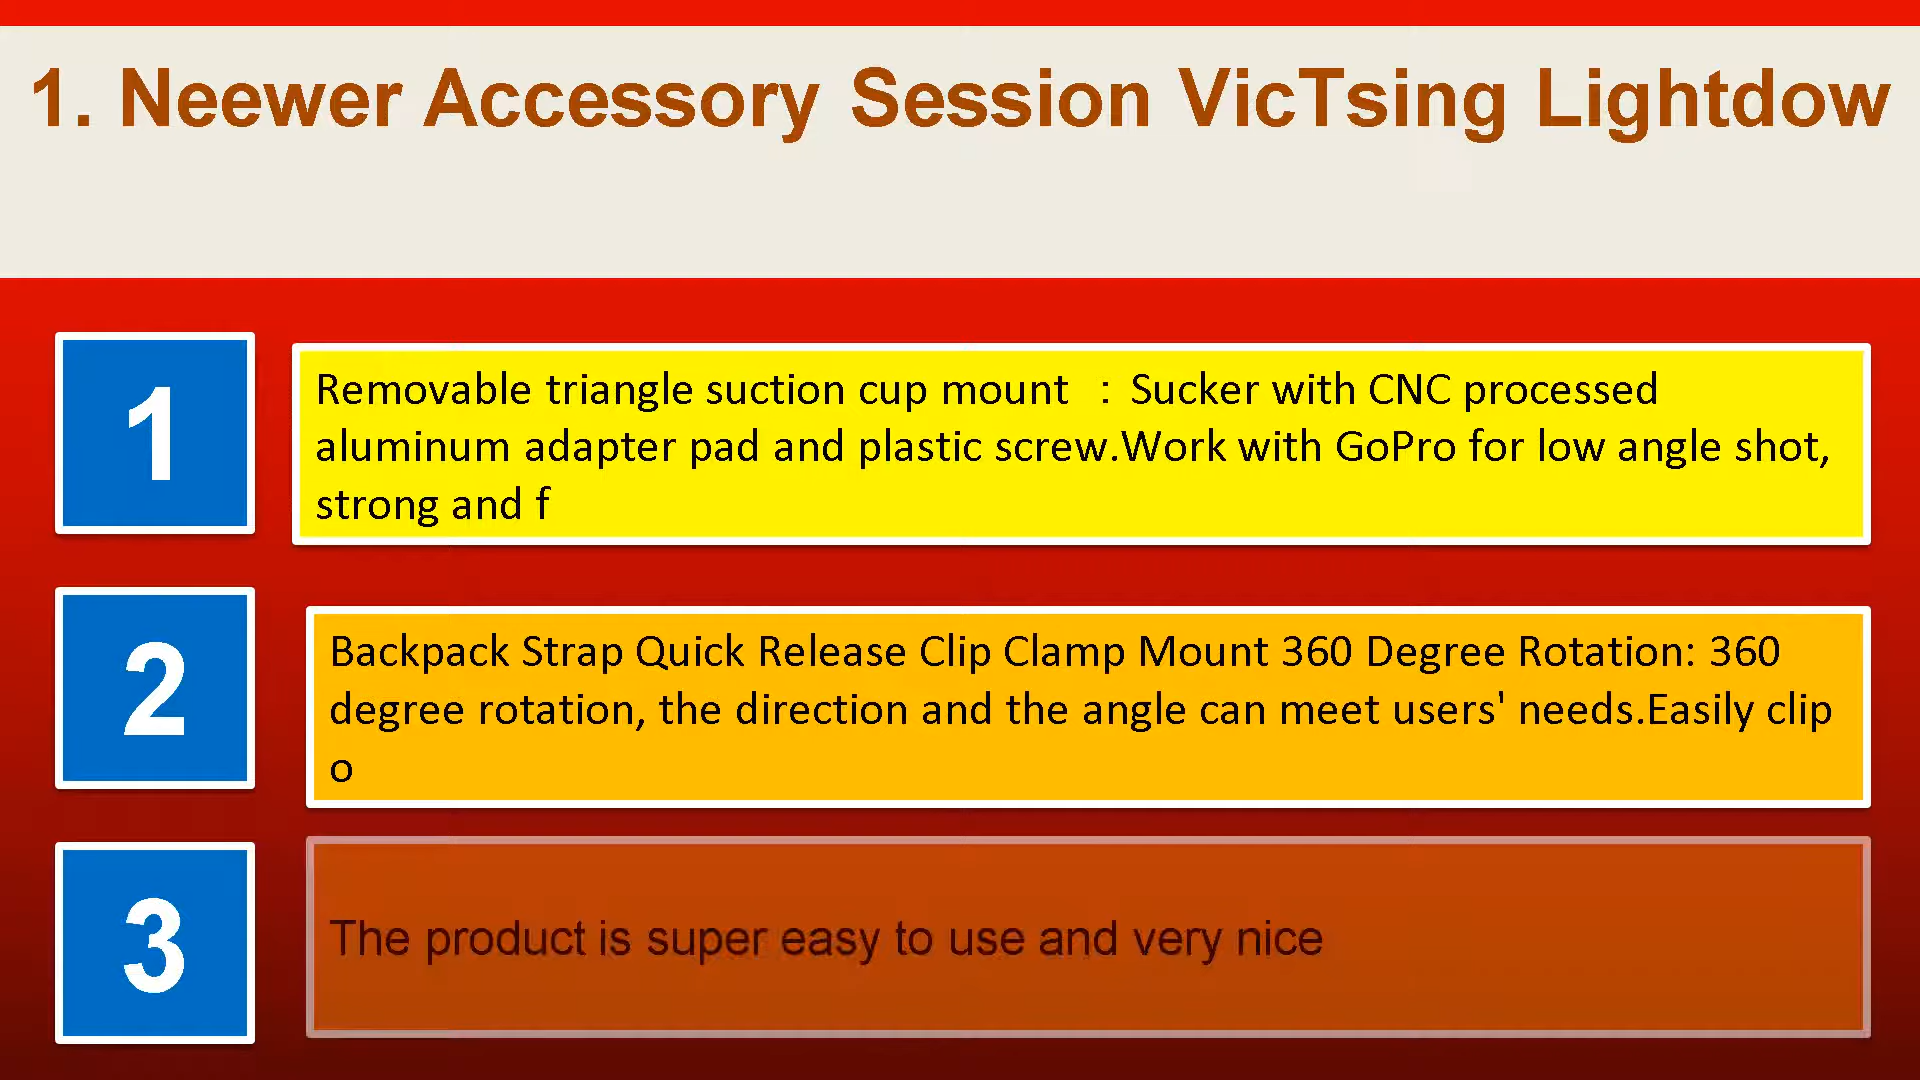 1. Neewer Accessory Session VicTsing Lightdow
1
Removable triangle suction cup mount ：Sucker with CNC processed
aluminum adapter pad and plastic screw.Work with GoPro for low angle shot,
strong and f
2
Backpack Strap Quick Release Clip Clamp Mount 360 Degree Rotation: 360
degree rotation, the direction and the angle can meet users' needs.Easily clip
o
3
The product is super easy to use and very nice